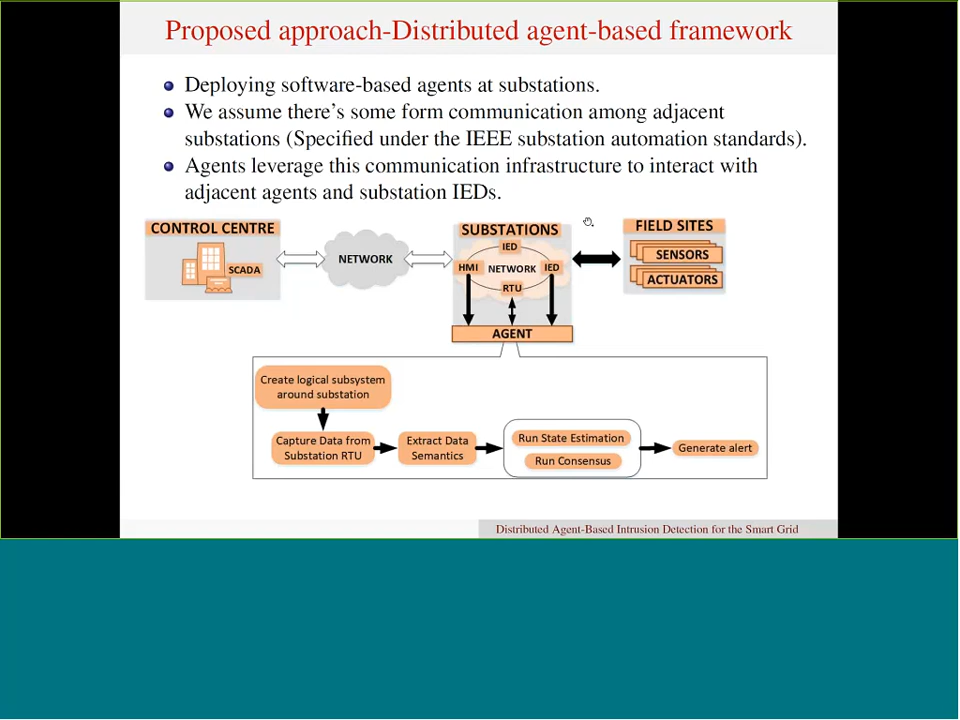 Proposed approach-Distributed agent-based framework
Deploying software-based agents at substations.
We assume there's some form communication among adjacent
substations (Specified under the IEEE substation automation standards).
Agents leverage this communication infrastructure to interact with
adjacent agents and substation IEDs.
CONTROL CENTRE
SCADA
NETWORK
SUBSTATIONS
IED
HMI
NETWORK
IED
RTU
FIELD SITES
SENSORS
ACTUATORS
AGENT
Create logical subsystem
around substation
Capture Data from
Substation RTU
Extract Data
Semantics
Run State Estimation
Run Consensus
Generate alert
Distributed Agent-Based Intrusion Detection for the Smart Grid